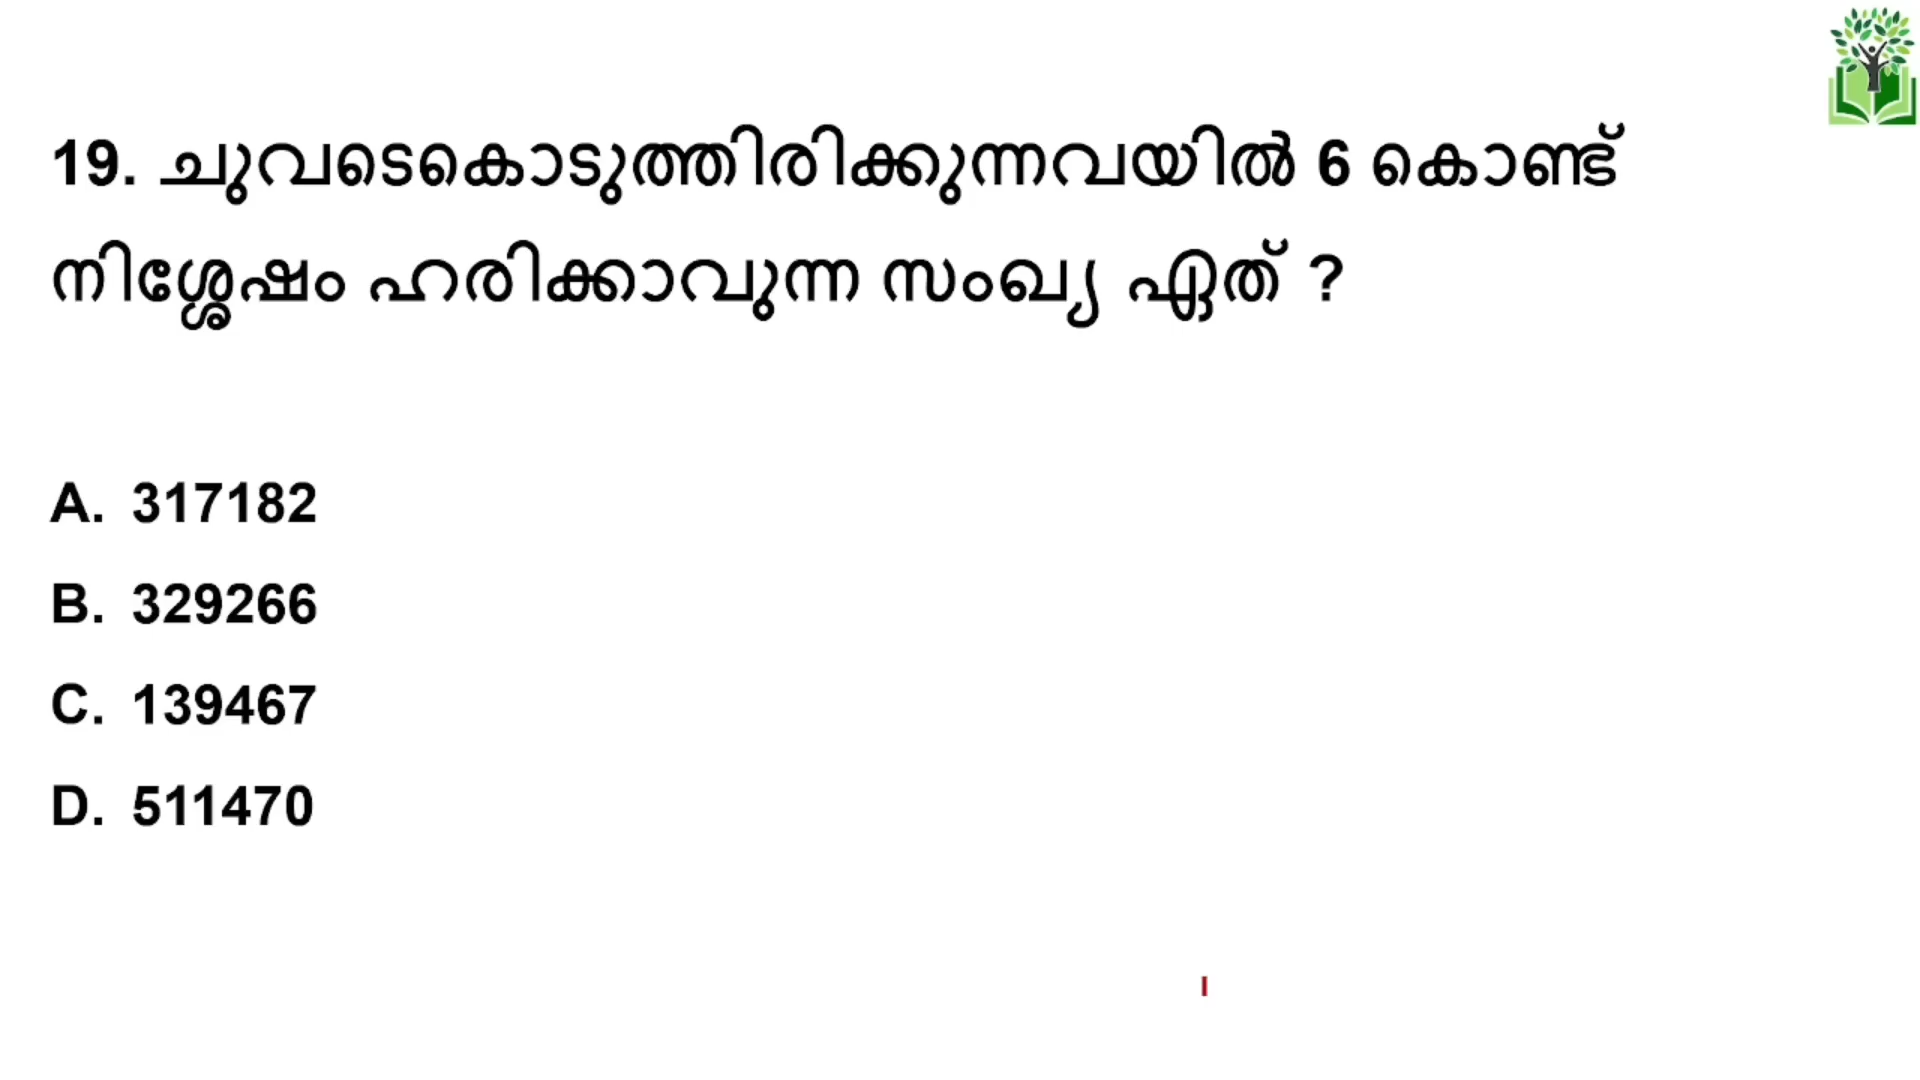 19. ചുവടെകൊടുത്തിരിക്കുന്നവയിൽ 6 കൊണ്ട്
നിശ്ശേഷം ഹരിക്കാവുന്ന സംഖ്യ ഏത് ?
A. 317182
B. 329266
C. 139467
D. 511470